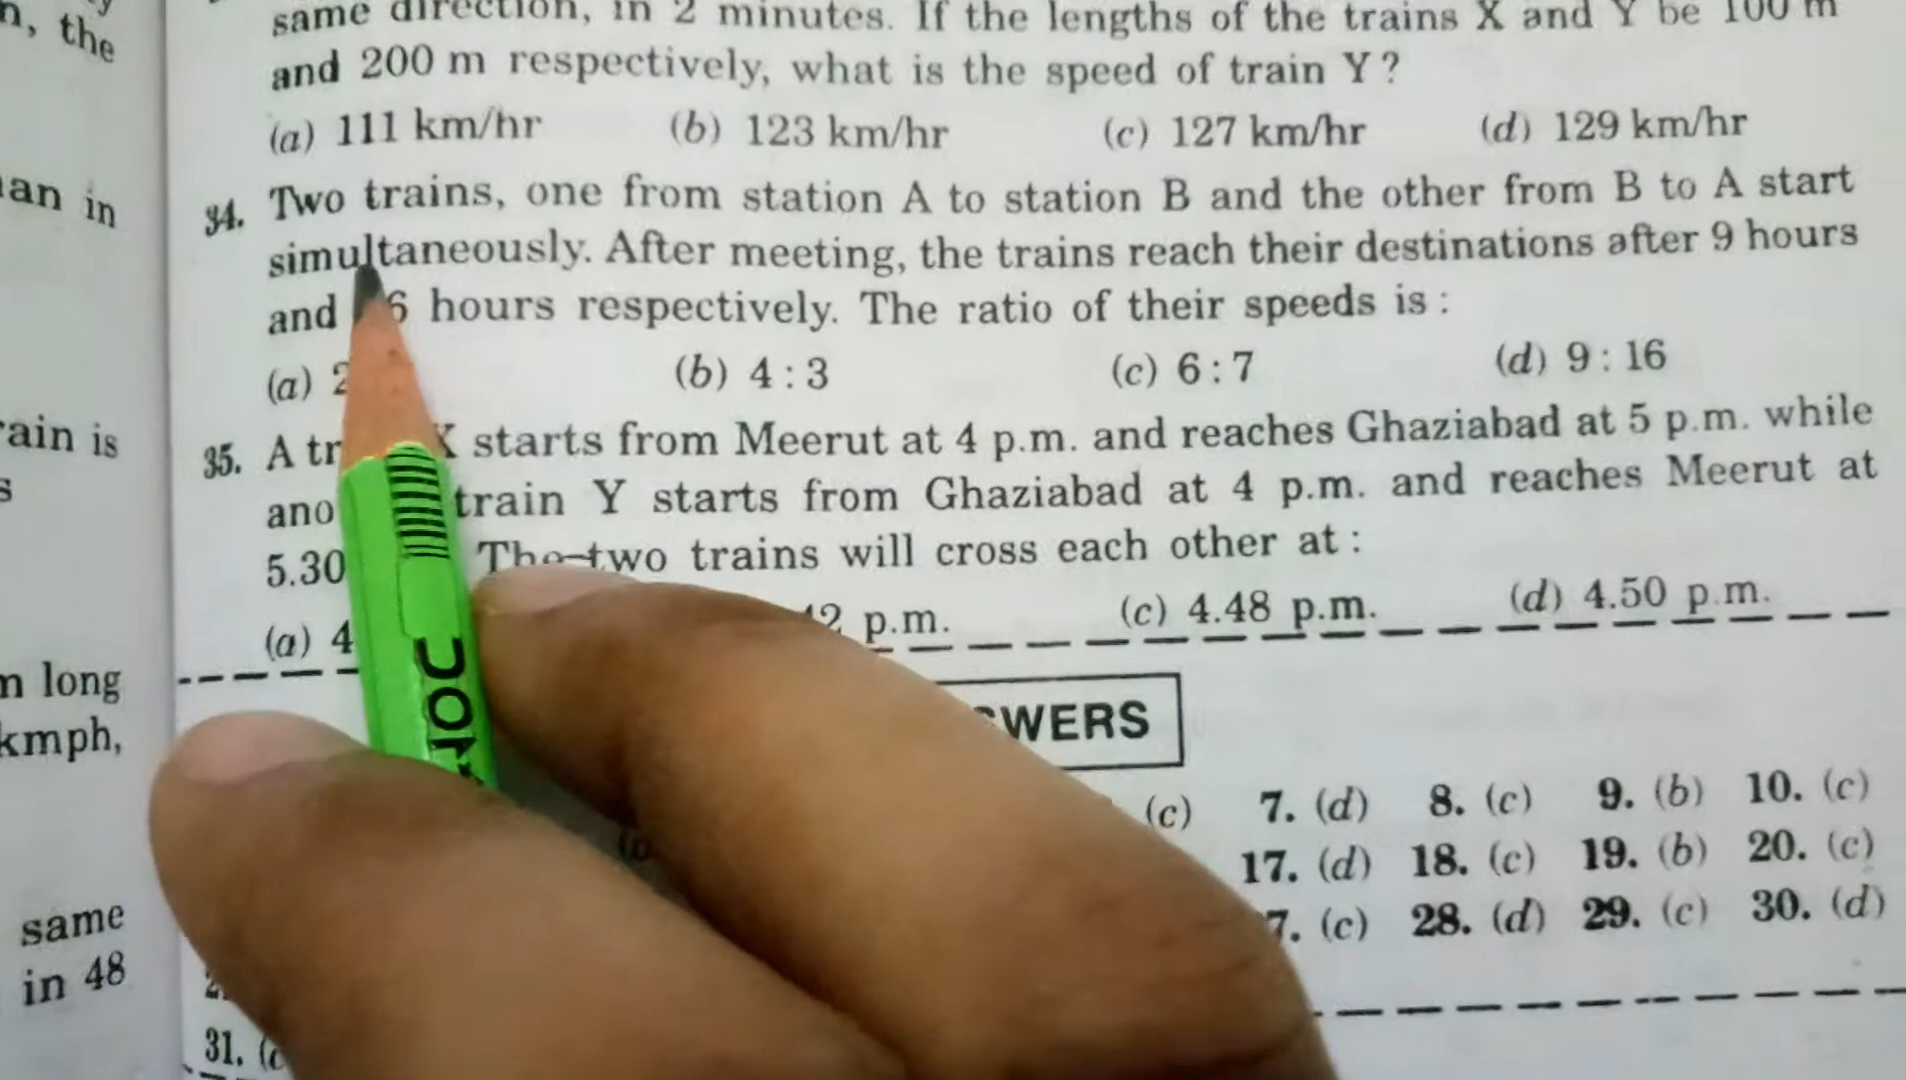 n, the
same direction, in 2 minutes. If the lengths of the trains X and Y be 100 m
and 200 m respectively, what is the speed of train Y?
(a) 111 km/hr (b) 123 km/hr (c) 127 km/hr (d) 129 km/hr
an in
34. Two trains, one from station A to station B and the other from B to A start
simultaneously. After meeting, the trains reach their destinations after 9 hours
and 6 hours respectively. The ratio of their speeds is :
(a) 2 (b) 4 : 3 (c) 6 : 7 (d) 9 : 16
ain is
35. A tr X starts from Meerut at 4 p.m. and reaches Ghaziabad at 5 p.m. while
s
ano train Y starts from Ghaziabad at 4 p.m. and reaches Meerut at
5.30 The two trains will cross each other at :
(a) 4 2 p.m. (c) 4.48 p.m. (d) 4.50 p.m.
long
kmph,
WERS
(c) 7. (d) 8. (c) 9. (b) 10. (c)
17. (d) 18. (c) 19. (b) 20. (c)
same
7. (c) 28. (d) 29. (c) 30. (d)
in 48
31.